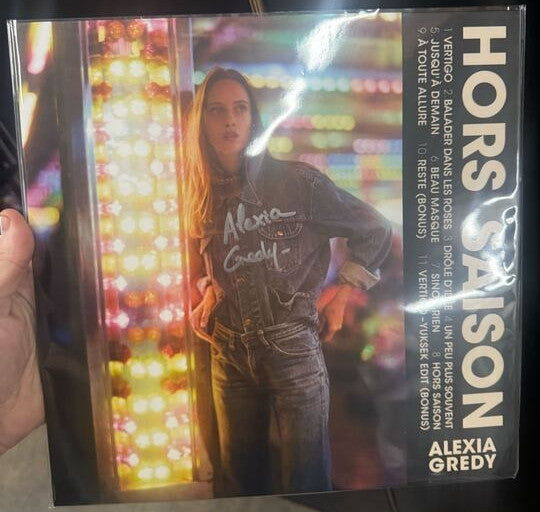 HORS SAISON
1 VERTIGO 2 BALADER DANS LES ROSES 3 DRÔLE D'IDÉE 4 UN PEU PLUS SOUVENT
5 JUSQU'À DEMAIN 6 BEAU MASQUE 7 SINON RIEN 8 HORS SAISON
9 À TOUTE ALLURE 10 RESTE (BONUS) 11 VERTIGO - YUKSEK EDIT (BONUS)
ALEXIA
GREDY
Alexia
Gredy